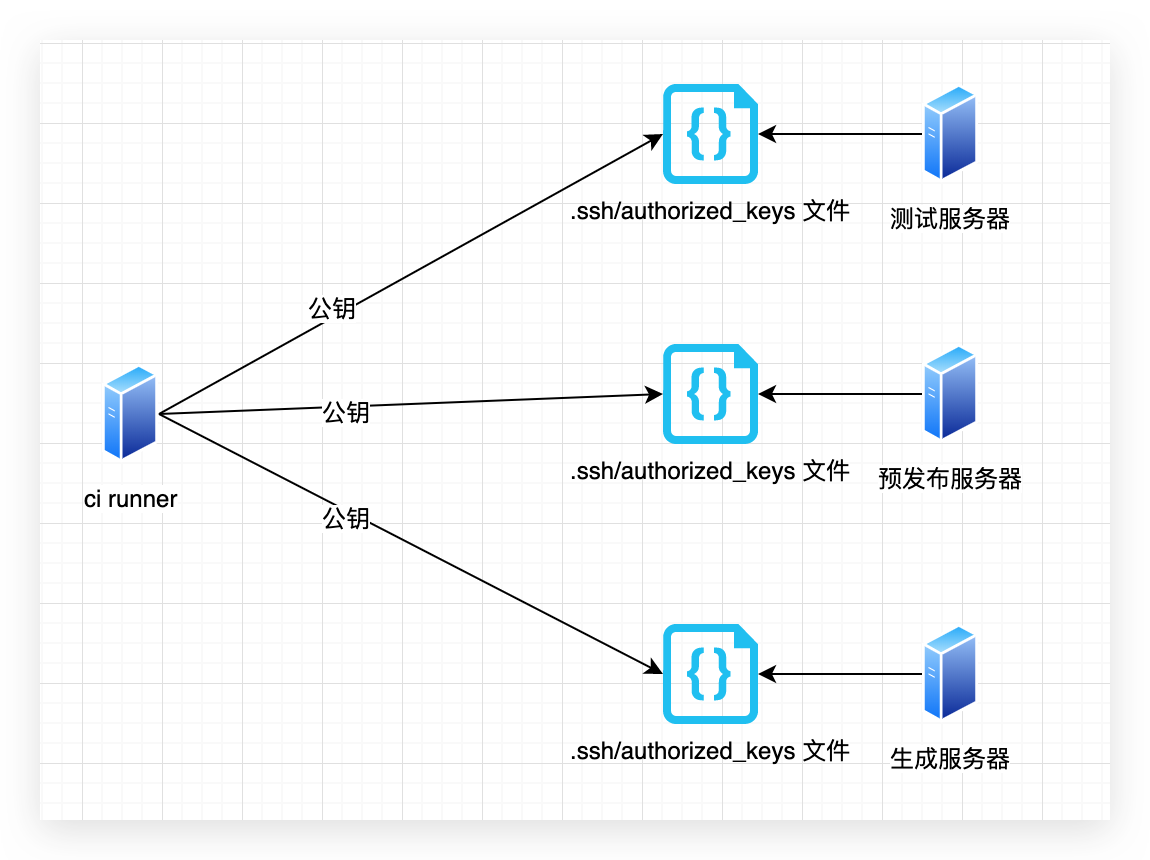 .ssh/authorized_keys 文件
测试服务器
公钥
公钥
.ssh/authorized_keys 文件
预发布服务器
ci runner
公钥
.ssh/authorized_keys 文件
生成服务器